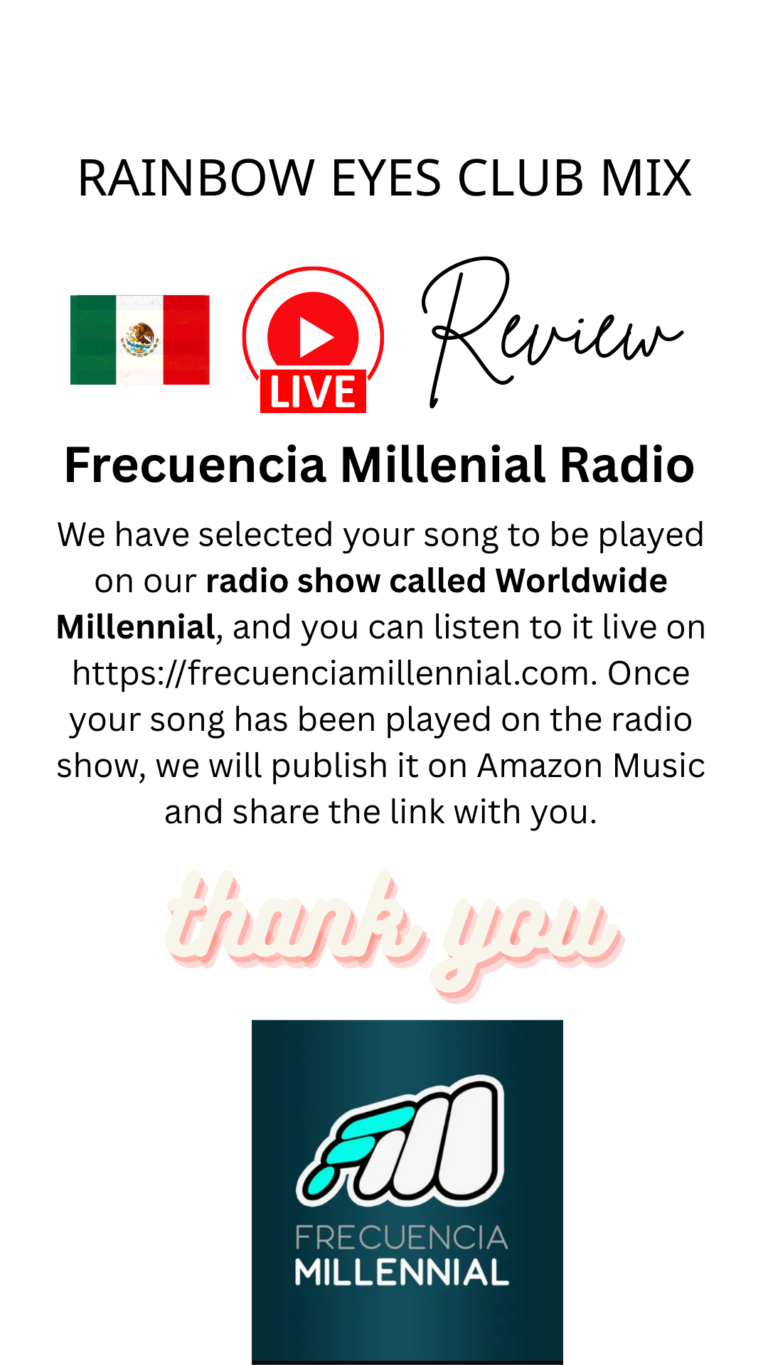 RAINBOW EYES CLUB MIX
LIVE
Review
Frecuencia Millenial Radio
We have selected your song to be played
on our radio show called Worldwide
Millennial, and you can listen to it live on
https://frecuenciamillennial.com. Once
your song has been played on the radio
show, we will publish it on Amazon Music
and share the link with you.
thank you
FRECUENCIA
MILLENNIAL